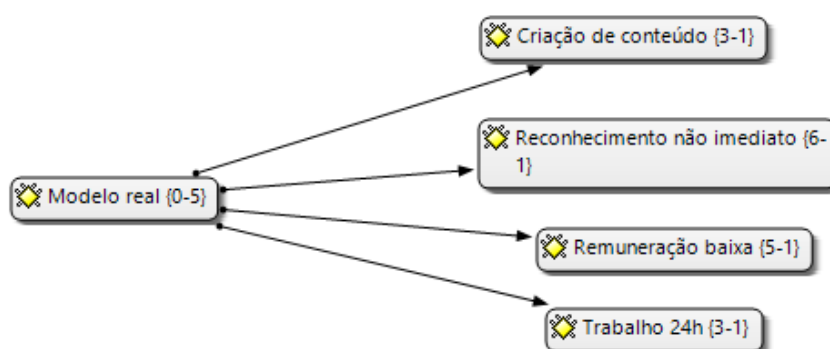 Criação de conteúdo {3-1}
Reconhecimento não imediato {6-
1}
Modelo real {0-5}
Remuneração baixa {5-1}
Trabalho 24h {3-1}